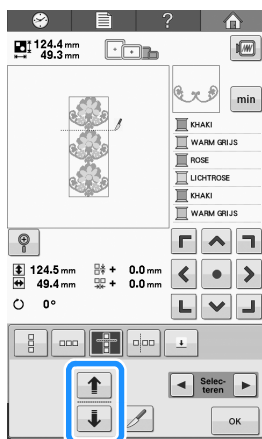 ?
124.4 mm
49.3 mm
min
KHAKI
WARM GRIJS
ROSE
LICHTROSE
KHAKI
WARM GRIJS
124.5 mm + 0.0 mm
49.4 mm + 0.0 mm
0°
Selec-
teren
OK